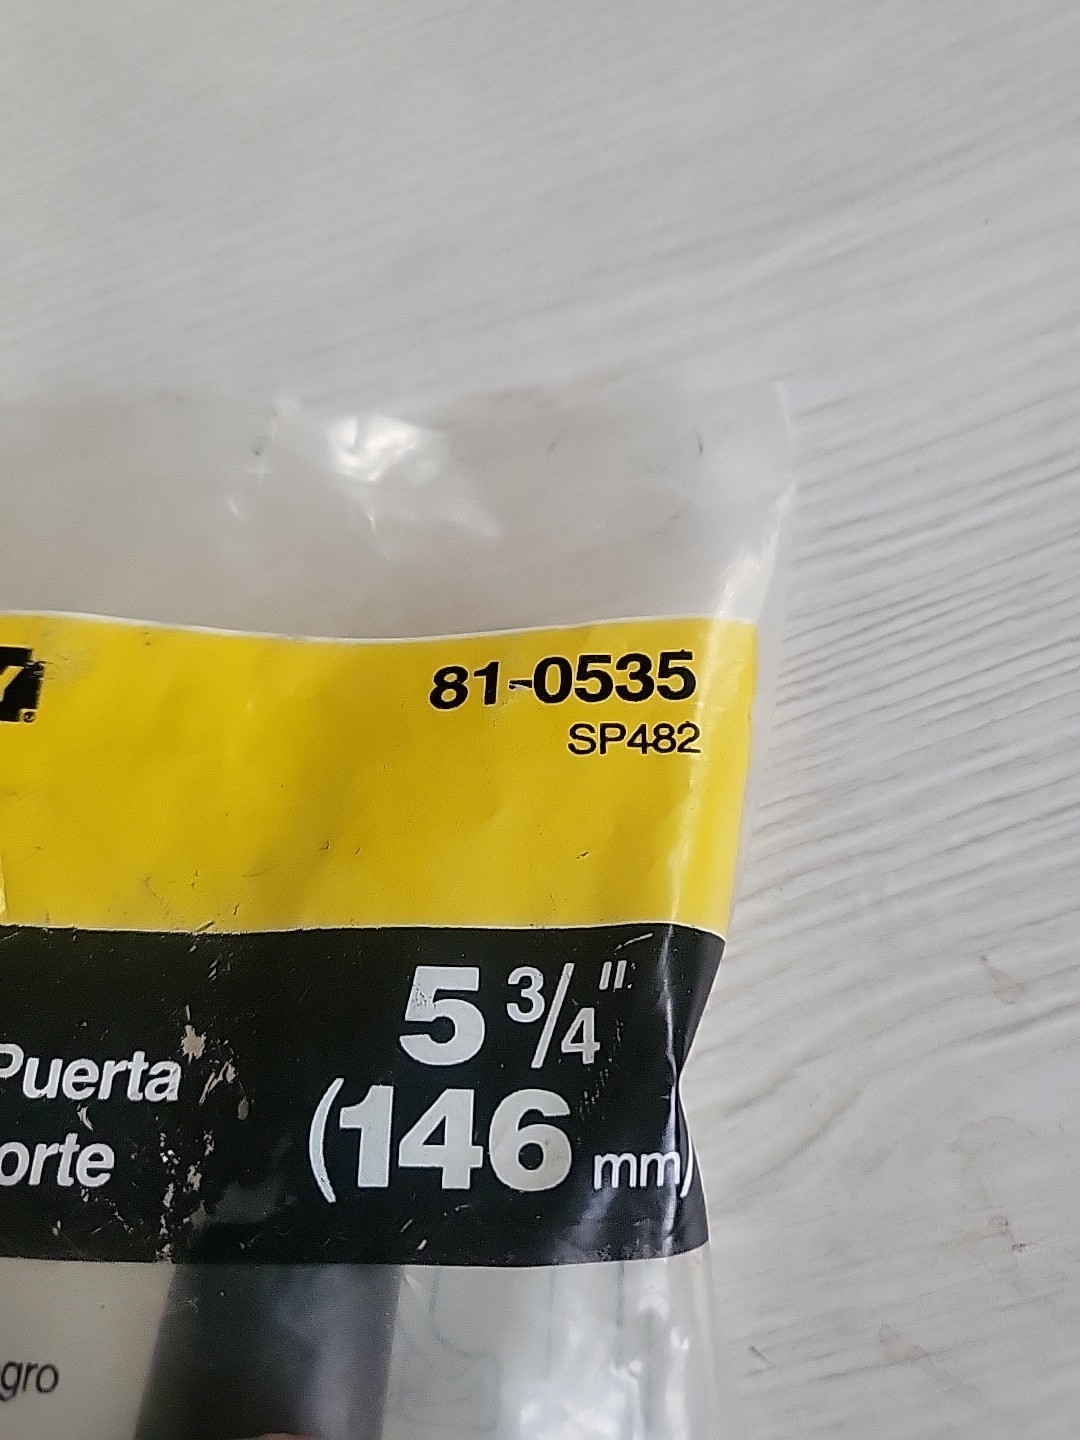 Y®
81-0535
SP482
5 3/4"
(146 mm)
Puerta
orte
gro